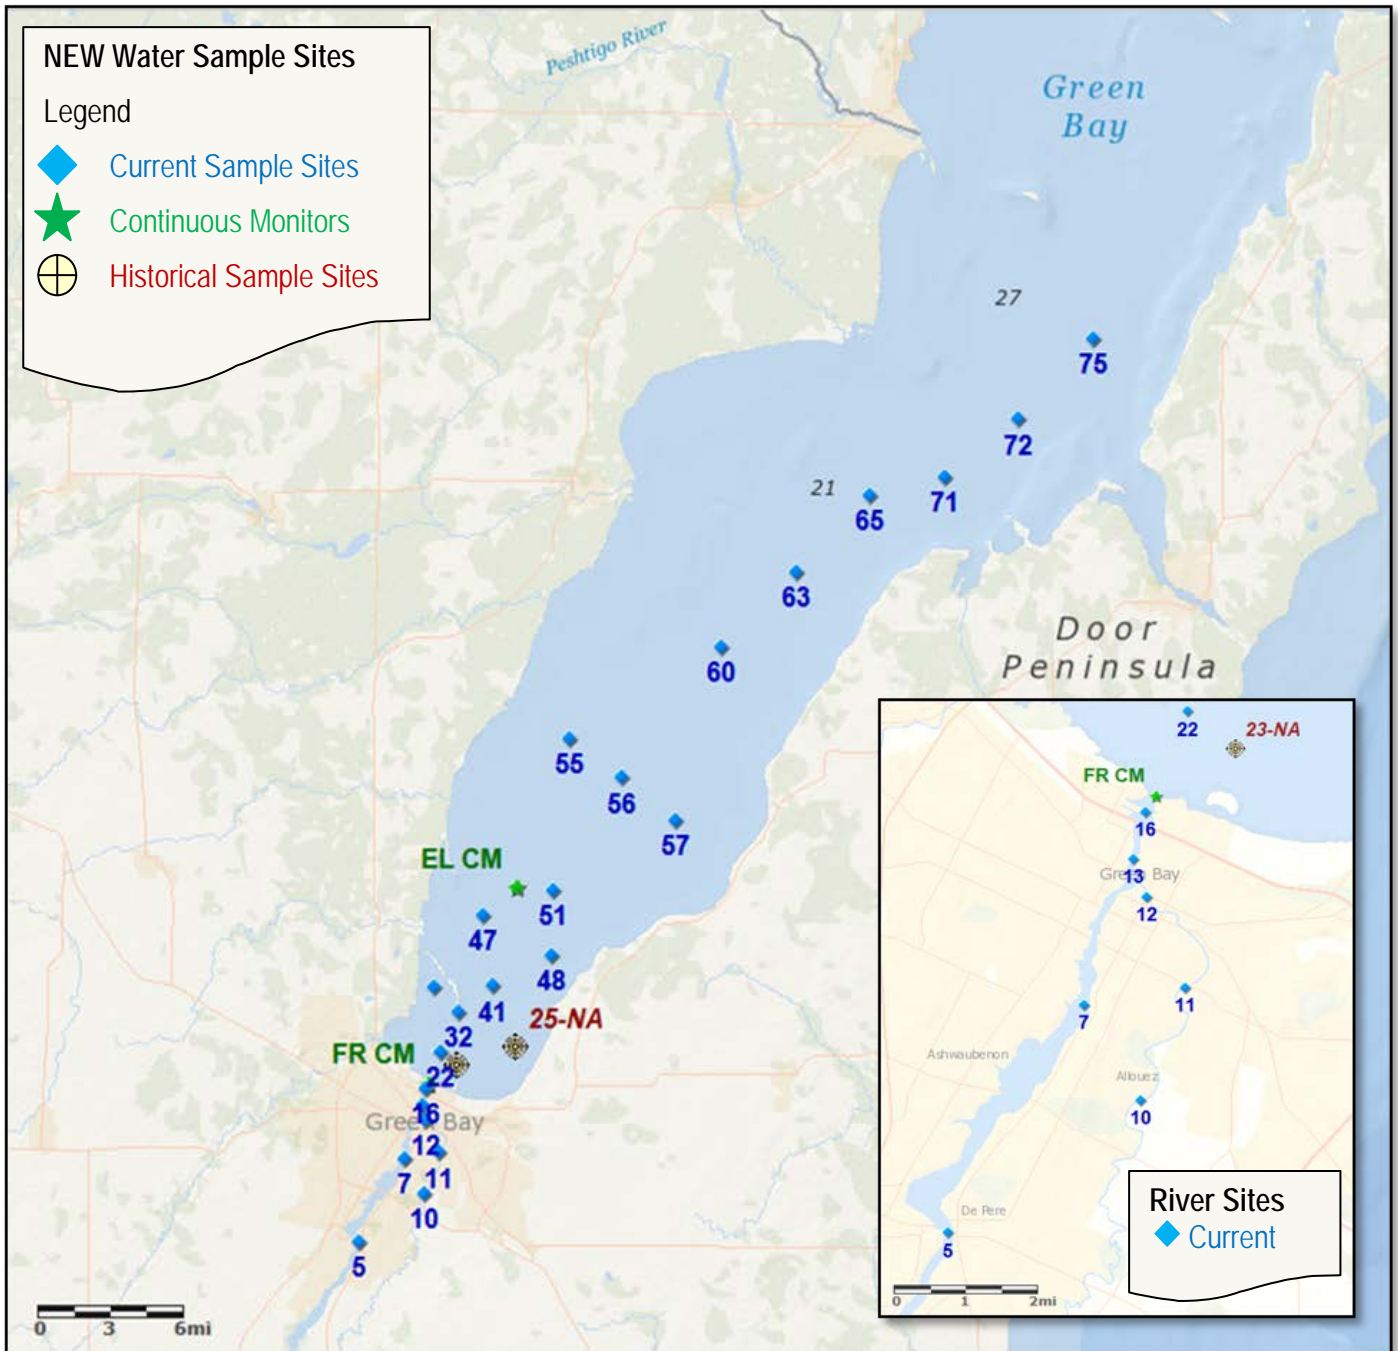 NEW Water Sample Sites
Legend
Current Sample Sites
Continuous Monitors
Historical Sample Sites
Peshtigo River
Green
Bay
27
75
72
21
65
71
63
60
Door
Peninsula
55
56
57
EL CM
51
47
48
41
25-NA
32
FR CM
22
16
Green Bay
12
7
11
10
5
0 3 6mi
22
23-NA
FR CM
16
13
Green Bay
12
11
7
Ashwaubenon
Allouez
10
De Pere
5
0 1 2mi
River Sites
Current